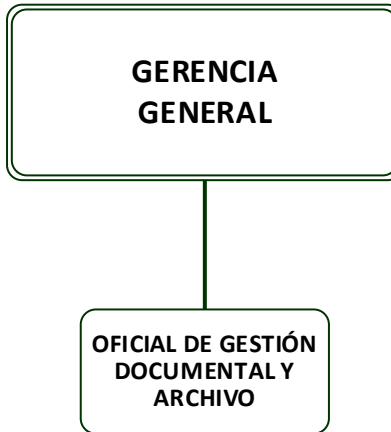 GERENCIA
GENERAL
OFICIAL DE GESTIÓN
DOCUMENTAL Y
ARCHIVO